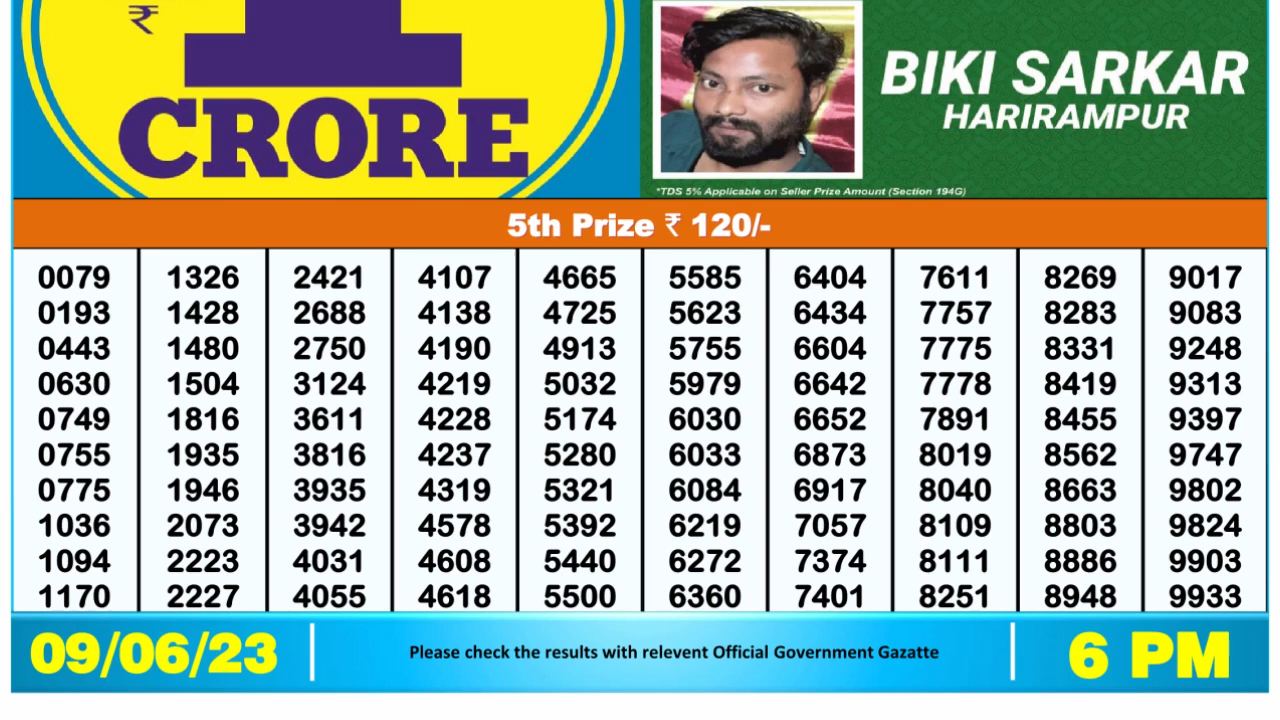 ₹
1
CRORE
BIKI SARKAR
HARIRAMPUR
*TDS 5% Applicable on Seller Prize Amount (Section 194G)
5th Prize ₹ 120/-
0079 1326 2421 4107 4665 5585 6404 7611 8269 9017
0193 1428 2688 4138 4725 5623 6434 7757 8283 9083
0443 1480 2750 4190 4913 5755 6604 7775 8331 9248
0630 1504 3124 4219 5032 5979 6642 7778 8419 9313
0749 1816 3611 4228 5174 6030 6652 7891 8455 9397
0755 1935 3816 4237 5280 6033 6873 8019 8562 9747
0775 1946 3935 4319 5321 6084 6917 8040 8663 9802
1036 2073 3942 4578 5392 6219 7057 8109 8803 9824
1094 2223 4031 4608 5440 6272 7374 8111 8886 9903
1170 2227 4055 4618 5500 6360 7401 8251 8948 9933
09/06/23
Please check the results with relevent Official Government Gazatte
6 PM